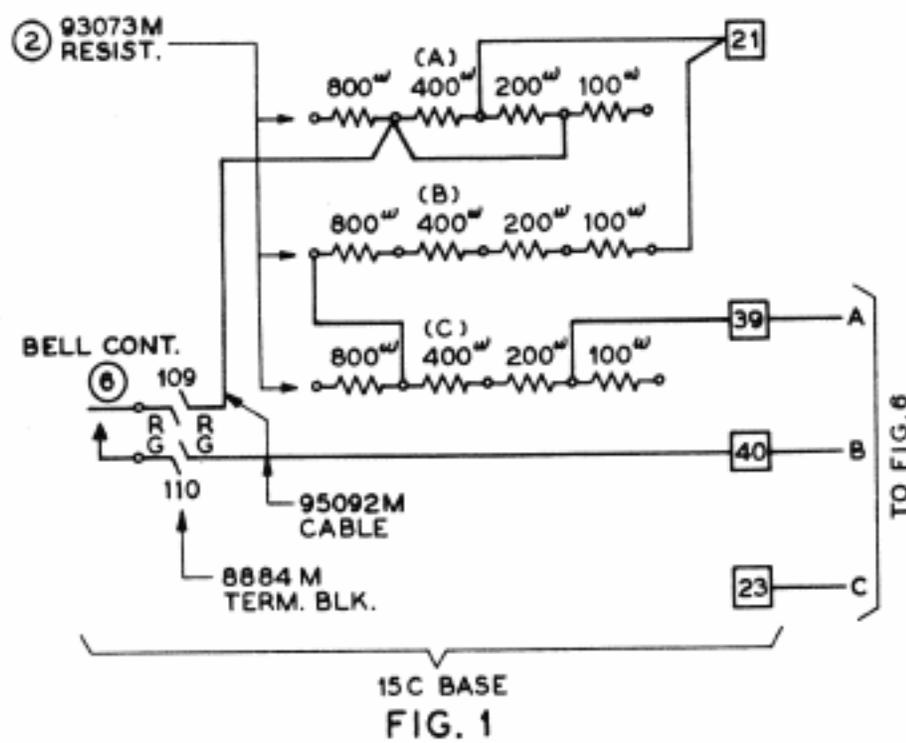 2 93073M
RESIST.
21
(A)
800ω 400ω 200ω 100ω
(B)
800ω 400ω 200ω 100ω
(C)
800ω 400ω 200ω 100ω
39 A
BELL CONT.
6
109
R R
G G
110
40 B
TO FIG. 6
95092M
CABLE
8884M
TERM. BLK.
23 C
15C BASE
FIG. 1